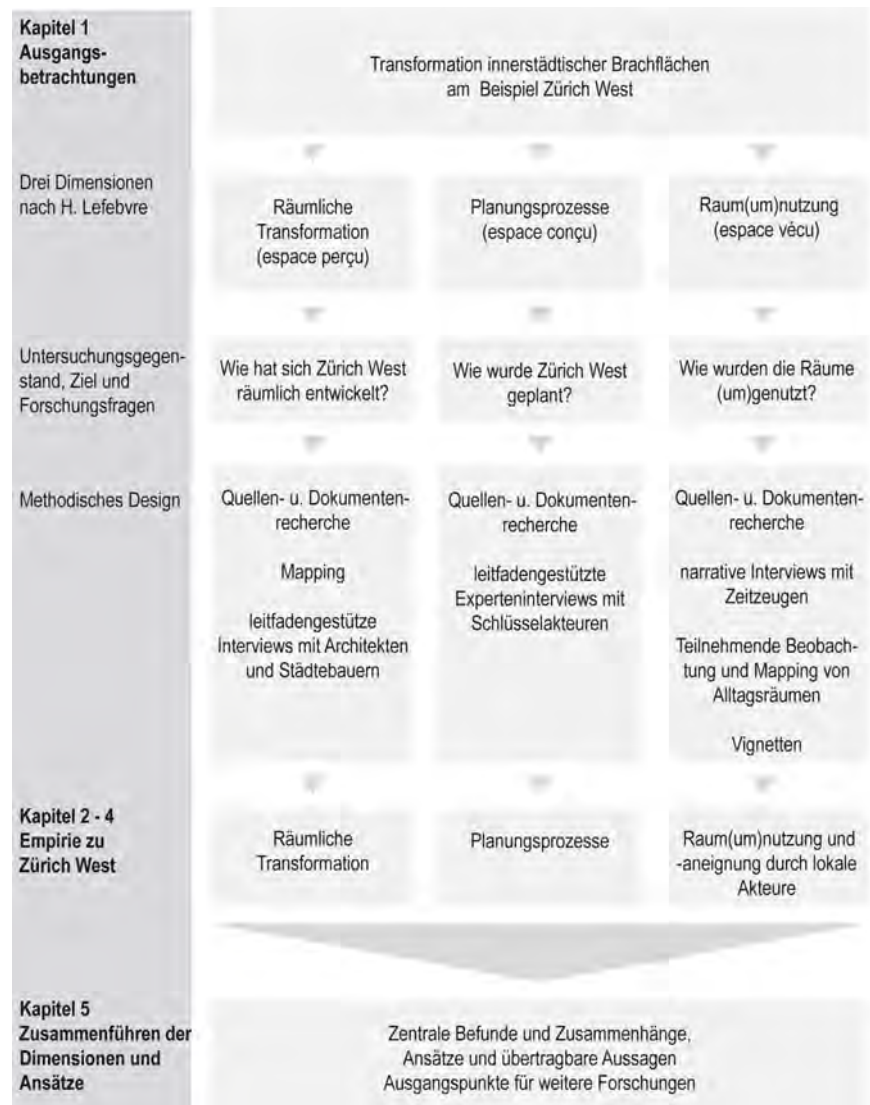 Kapitel 1
Ausgangs-
betrachtungen
Transformation innerstädtischer Brachflächen
am Beispiel Zürich West
Drei Dimensionen
nach H. Lefebvre
Räumliche
Transformation
(espace perçu)
Planungsprozesse
(espace conçu)
Raum(um)nutzung
(espace vècu)
Untersuchungsgegen-
stand, Ziel und
Forschungsfragen
Wie hat sich Zürich West
räumlich entwickelt?
Wie wurde Zürich West
geplant?
Wie wurden die Räume
(um)genutzt?
Methodisches Design
Quellen- u. Dokumenten-
recherche
Mapping
leitfadengestütze
Interviews mit Architekten
und Städtebauern
Quellen- u. Dokumenten-
recherche
leitfadengestützte
Experteninterviews mit
Schlüsselakteuren
Quellen- u. Dokumenten-
recherche
narrative Interviews mit
Zeitzeugen
Teilnehmende Beobach-
tung und Mapping von
Alltagsräumen
Vignetten
Kapitel 2 - 4
Empirie zu
Zürich West
Räumliche
Transformation
Planungsprozesse
Raum(um)nutzung und
-aneignung durch lokale
Akteure
Kapitel 5
Zusammenführen der
Dimensionen und
Ansätze
Zentrale Befunde und Zusammenhänge,
Ansätze und übertragbare Aussagen
Ausgangspunkte für weitere Forschungen